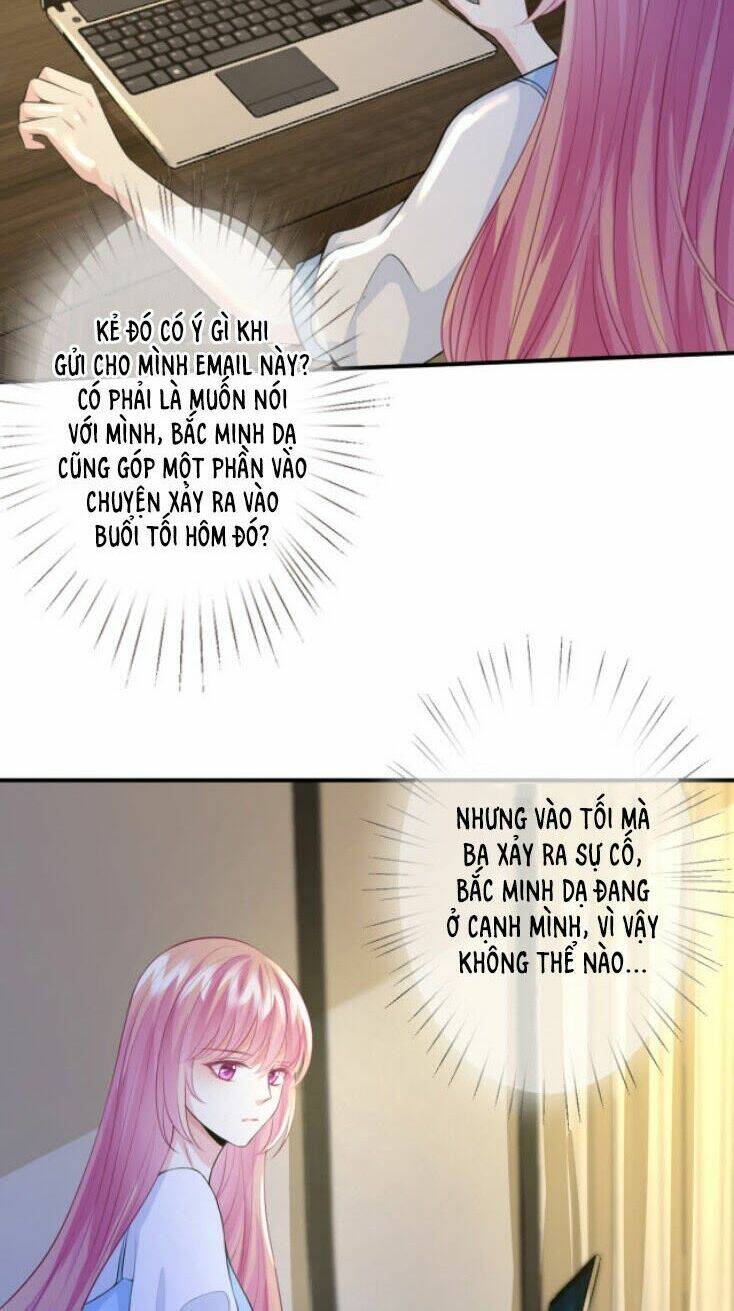 KẺ ĐÓ CÓ Ý GÌ KHI
GỬI CHO MÌNH EMAIL NÀY?
CÓ PHẢI LÀ MUỐN NÓI
VỚI MÌNH, BẮC MINH DẠ
CŨNG GÓP MỘT PHẦN VÀO
CHUYỆN XẢY RA VÀO
BUỔI TỐI HÔM ĐÓ?
NHƯNG VÀO TỐI MÀ
BA XẢY RA SỰ CỐ,
BẮC MINH DẠ ĐANG
Ở CẠNH MÌNH, VÌ VẬY
KHÔNG THỂ NÀO...